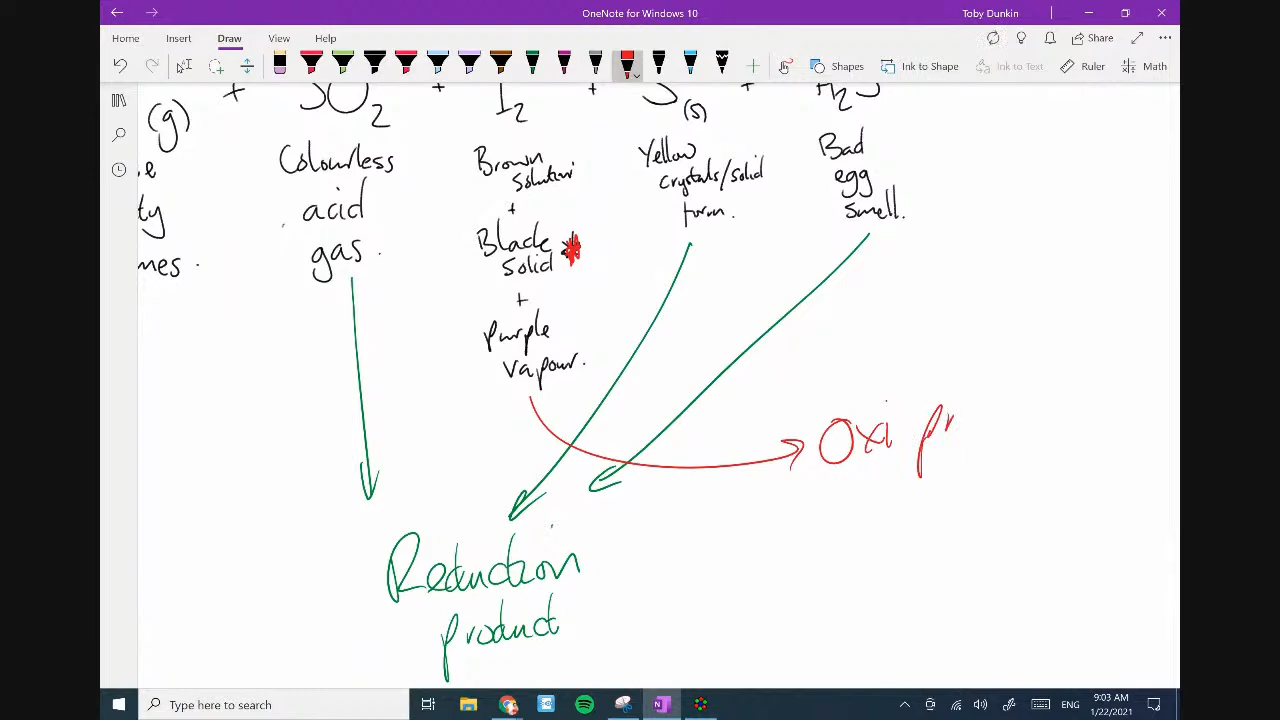 OneNote for Windows 10
Toby Dunkin
Home Insert Draw View Help
Share
Shapes Ink to Shape Ink to Text Ruler Math
(g) + SO2 + I2 + S(s) + H2S
Colourless
acid
gas.
Brown
solution
+
Black
solid
+
purple
vapour.
Yellow
crystals/solid
form.
Bad
egg
smell.
Oxi pr
Reduction
product
Type here to search
ENG
9:03 AM
1/22/2021